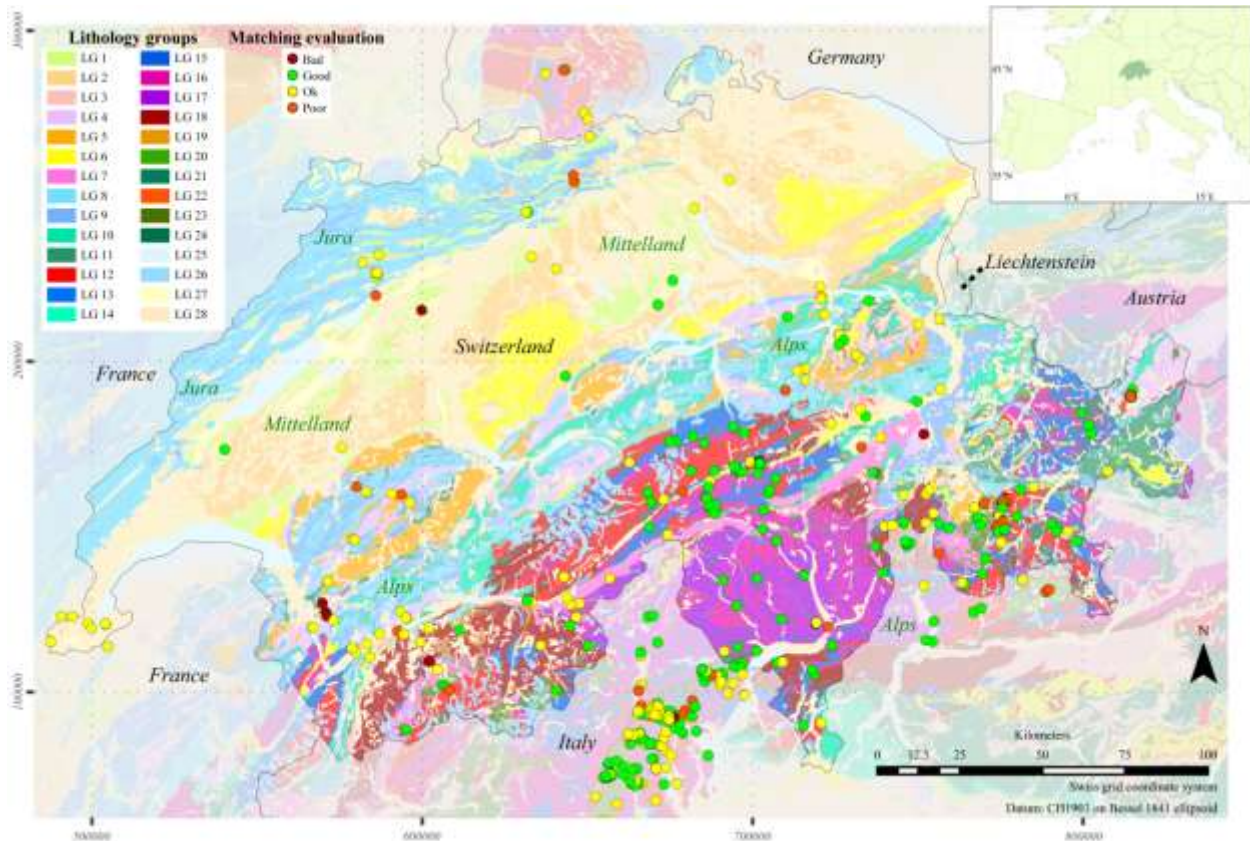 Lithology groups
LG 1
LG 2
LG 3
LG 4
LG 5
LG 6
LG 7
LG 8
LG 9
LG 10
LG 11
LG 12
LG 13
LG 14
LG 15
LG 16
LG 17
LG 18
LG 19
LG 20
LG 21
LG 22
LG 23
LG 24
LG 25
LG 26
LG 27
LG 28
Matching evaluation
Bad
Good
Ok
Poor
Germany
Jura
Mittelland
Liechtenstein
Austria
Switzerland
Alps
France
Jura
Mittelland
Alps
Alps
France
Italy
N
Kilometers
0 12.5 25 50 75 100
Swiss grid coordinate system
Datum: CH1903 on Bessel 1841 ellipsoid
300000
200000
100000
500000
600000
700000
800000
45°N
35°N
5°E
15°E